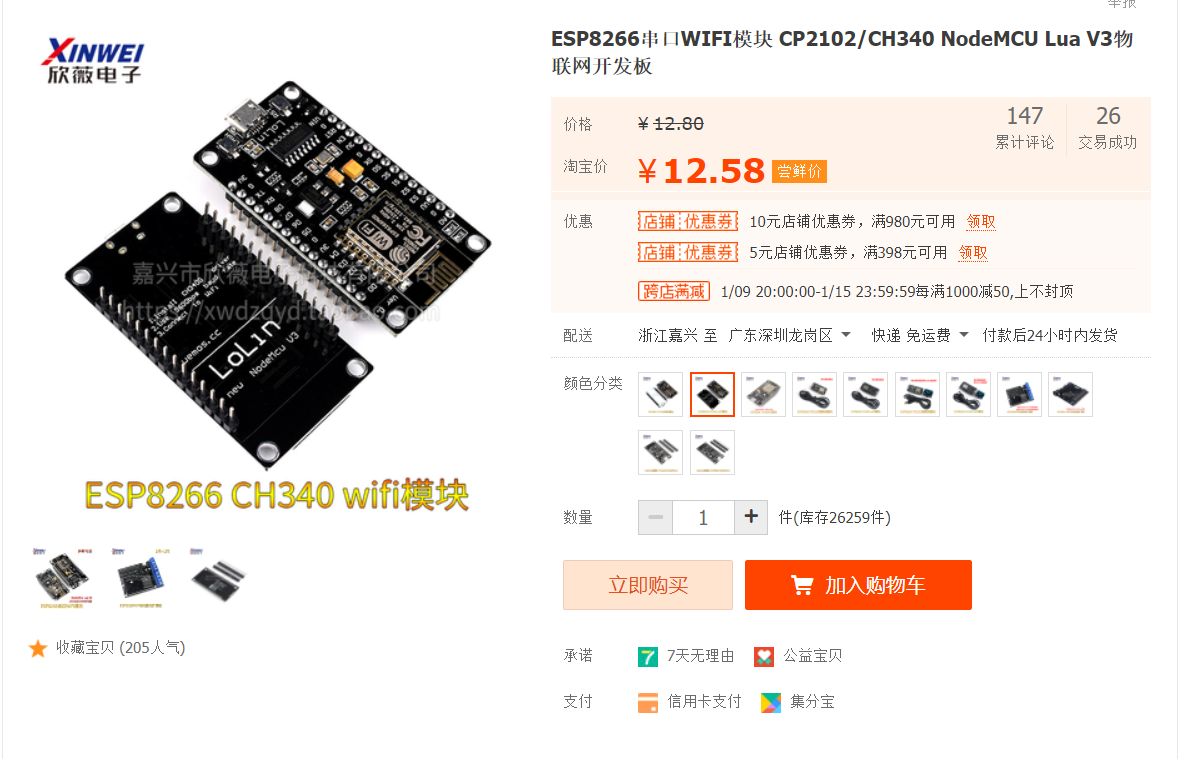 举报
XINWEI
欣薇电子
LoLin
嘉兴市欣薇电
有限公司
https://xwdzdyd.taobao.com
wemos.cc
LoLin
new NodeMcu V3
WiFi
ESP8266 CH340 wifi模块
收藏宝贝 (205人气)
ESP8266串口WIFI模块 CP2102/CH340 NodeMCU Lua V3物
联网开发板
价格 ¥ 12.80
147 26
累计评论 交易成功
淘宝价 ¥ 12.58 尝鲜价
优惠 店铺 优惠券 10元店铺优惠券，满980元可用 领取
店铺 优惠券 5元店铺优惠券，满398元可用 领取
跨店满减 1/09 20:00:00-1/15 23:59:59每满1000减50,上不封顶
配送 浙江嘉兴 至 广东深圳龙岗区 快递 免运费 付款后24小时内发货
颜色分类
数量 − 1 + 件(库存26259件)
立即购买 加入购物车
承诺 7 7天无理由 公益宝贝
支付 信用卡支付 集分宝